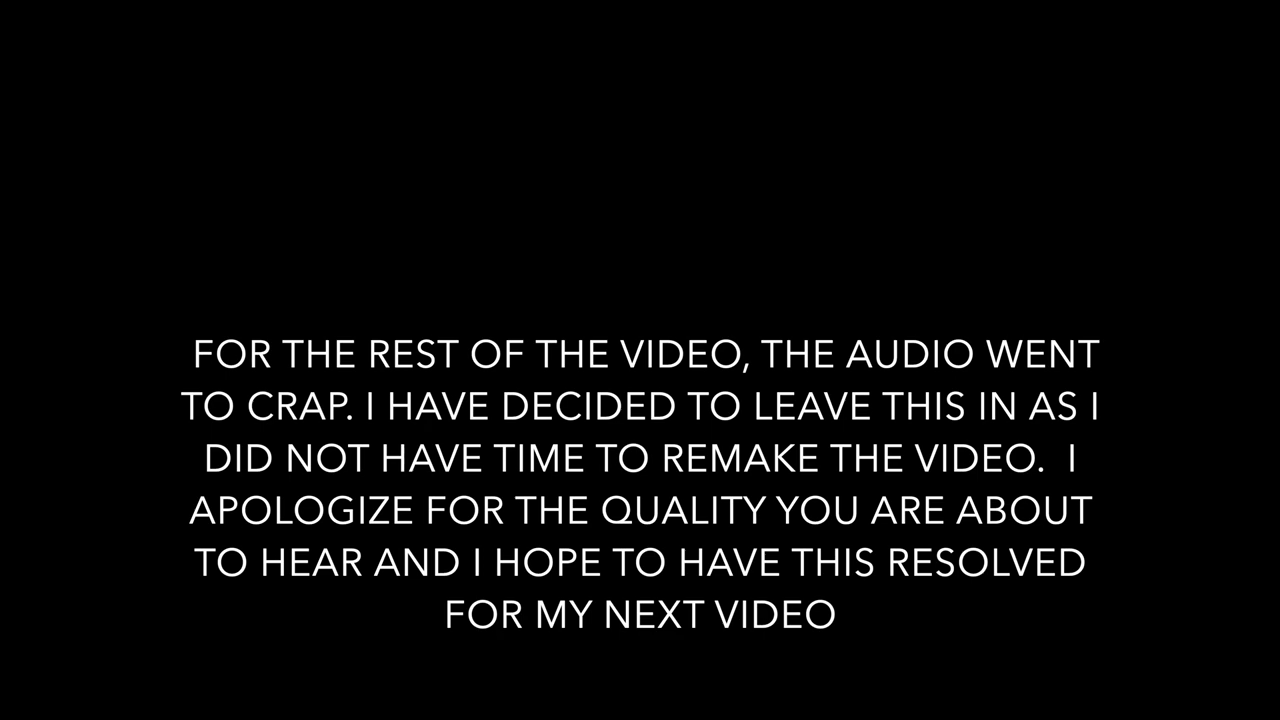 FOR THE REST OF THE VIDEO, THE AUDIO WENT
TO CRAP. I HAVE DECIDED TO LEAVE THIS IN AS I
DID NOT HAVE TIME TO REMAKE THE VIDEO.  I
APOLOGIZE FOR THE QUALITY YOU ARE ABOUT
TO HEAR AND I HOPE TO HAVE THIS RESOLVED
FOR MY NEXT VIDEO